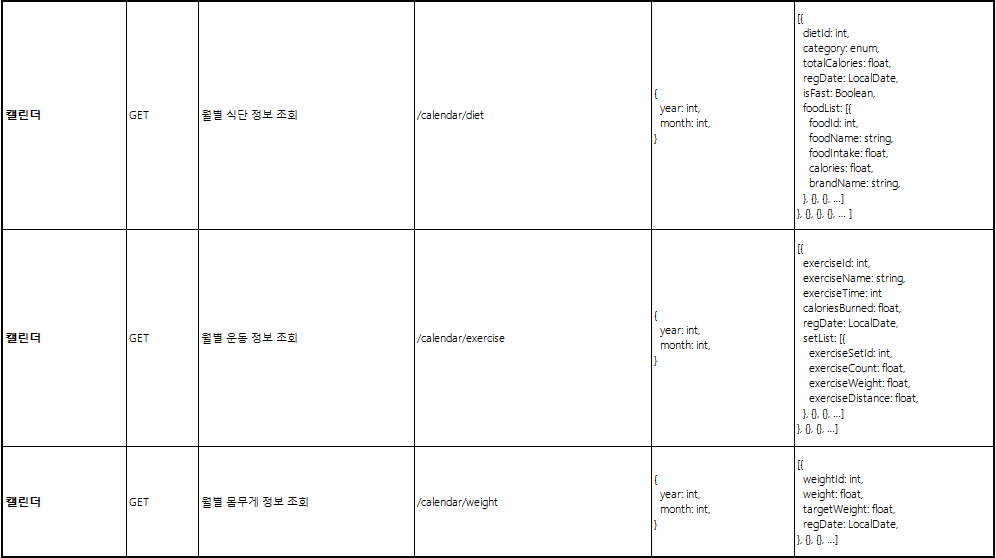 캘린더
GET
월별 식단 정보 조회
/calendar/diet
{
year: int,
month: int,
}
[{
dietId: int,
category: enum,
totalCalories: float,
regDate: LocalDate,
isFast: Boolean,
foodList: [{
foodId: int,
foodName: string,
foodIntake: float,
calories: float,
brandName: string,
}, {}, {}, ...]
}, {}, {}, {}, ... ]
캘린더
GET
월별 운동 정보 조회
/calendar/exercise
{
year: int,
month: int,
}
[{
exerciseId: int,
exerciseName: string,
exerciseTime: int
caloriesBurned: float,
regDate: LocalDate,
setList: [{
exerciseSetId: int,
exerciseCount: float,
exerciseWeight: float,
exerciseDistance: float,
}, {}, {}, ...]
}, {}, {}, ...]
캘린더
GET
월별 몸무게 정보 조회
/calendar/weight
{
year: int,
month: int,
}
[{
weightId: int,
weight: float,
targetWeight: float,
regDate: LocalDate,
}, {}, {}, ...]